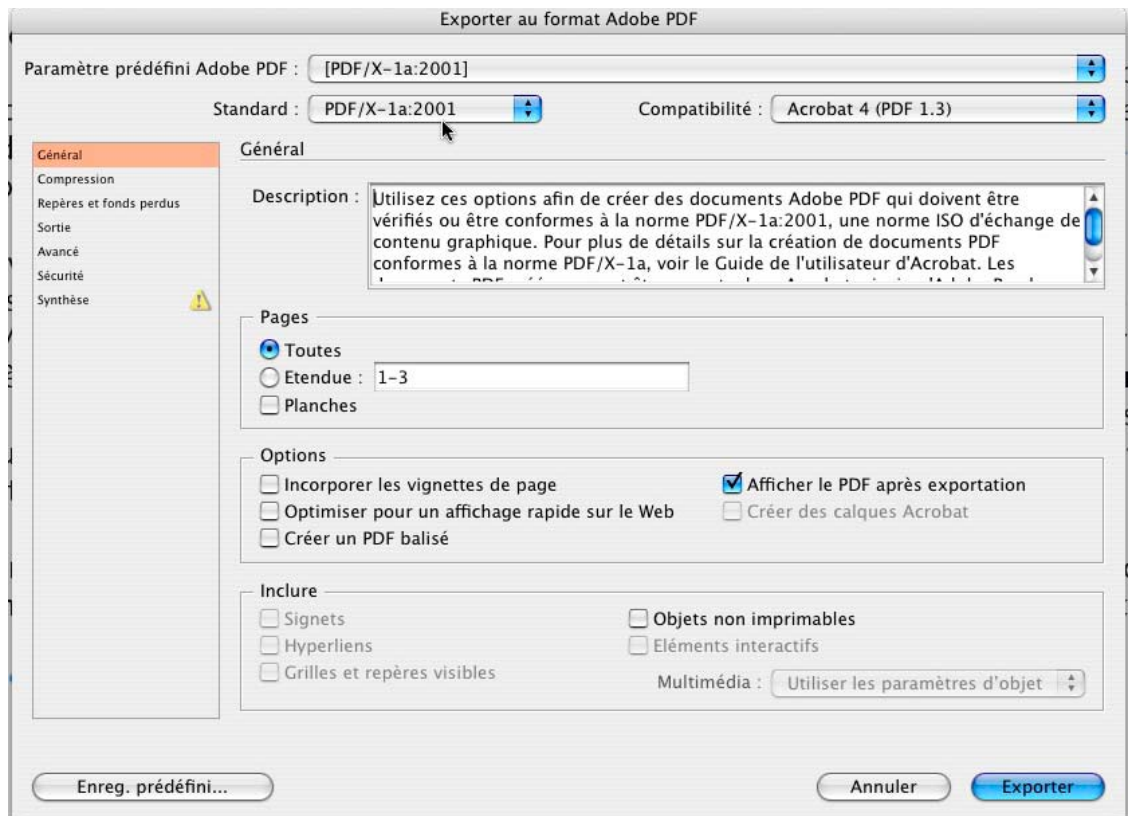 Exporter au format Adobe PDF
Paramètre prédéfini Adobe PDF : [PDF/X-1a:2001]
Standard : PDF/X-1a:2001 Compatibilité : Acrobat 4 (PDF 1.3)
Général
Compression
Repères et fonds perdus
Sortie
Avancé
Sécurité
Synthèse
Général
Description : Utilisez ces options afin de créer des documents Adobe PDF qui doivent être
vérifiés ou être conformes à la norme PDF/X-1a:2001, une norme ISO d'échange de
contenu graphique. Pour plus de détails sur la création de documents PDF
conformes à la norme PDF/X-1a, voir le Guide de l'utilisateur d'Acrobat. Les
Pages
Toutes
Etendue : 1-3
Planches
Options
Incorporer les vignettes de page
Optimiser pour un affichage rapide sur le Web
Créer un PDF balisé
Afficher le PDF après exportation
Créer des calques Acrobat
Inclure
Signets
Hyperliens
Grilles et repères visibles
Objets non imprimables
Eléments interactifs
Multimédia : Utiliser les paramètres d'objet
Enreg. prédéfini... Annuler Exporter